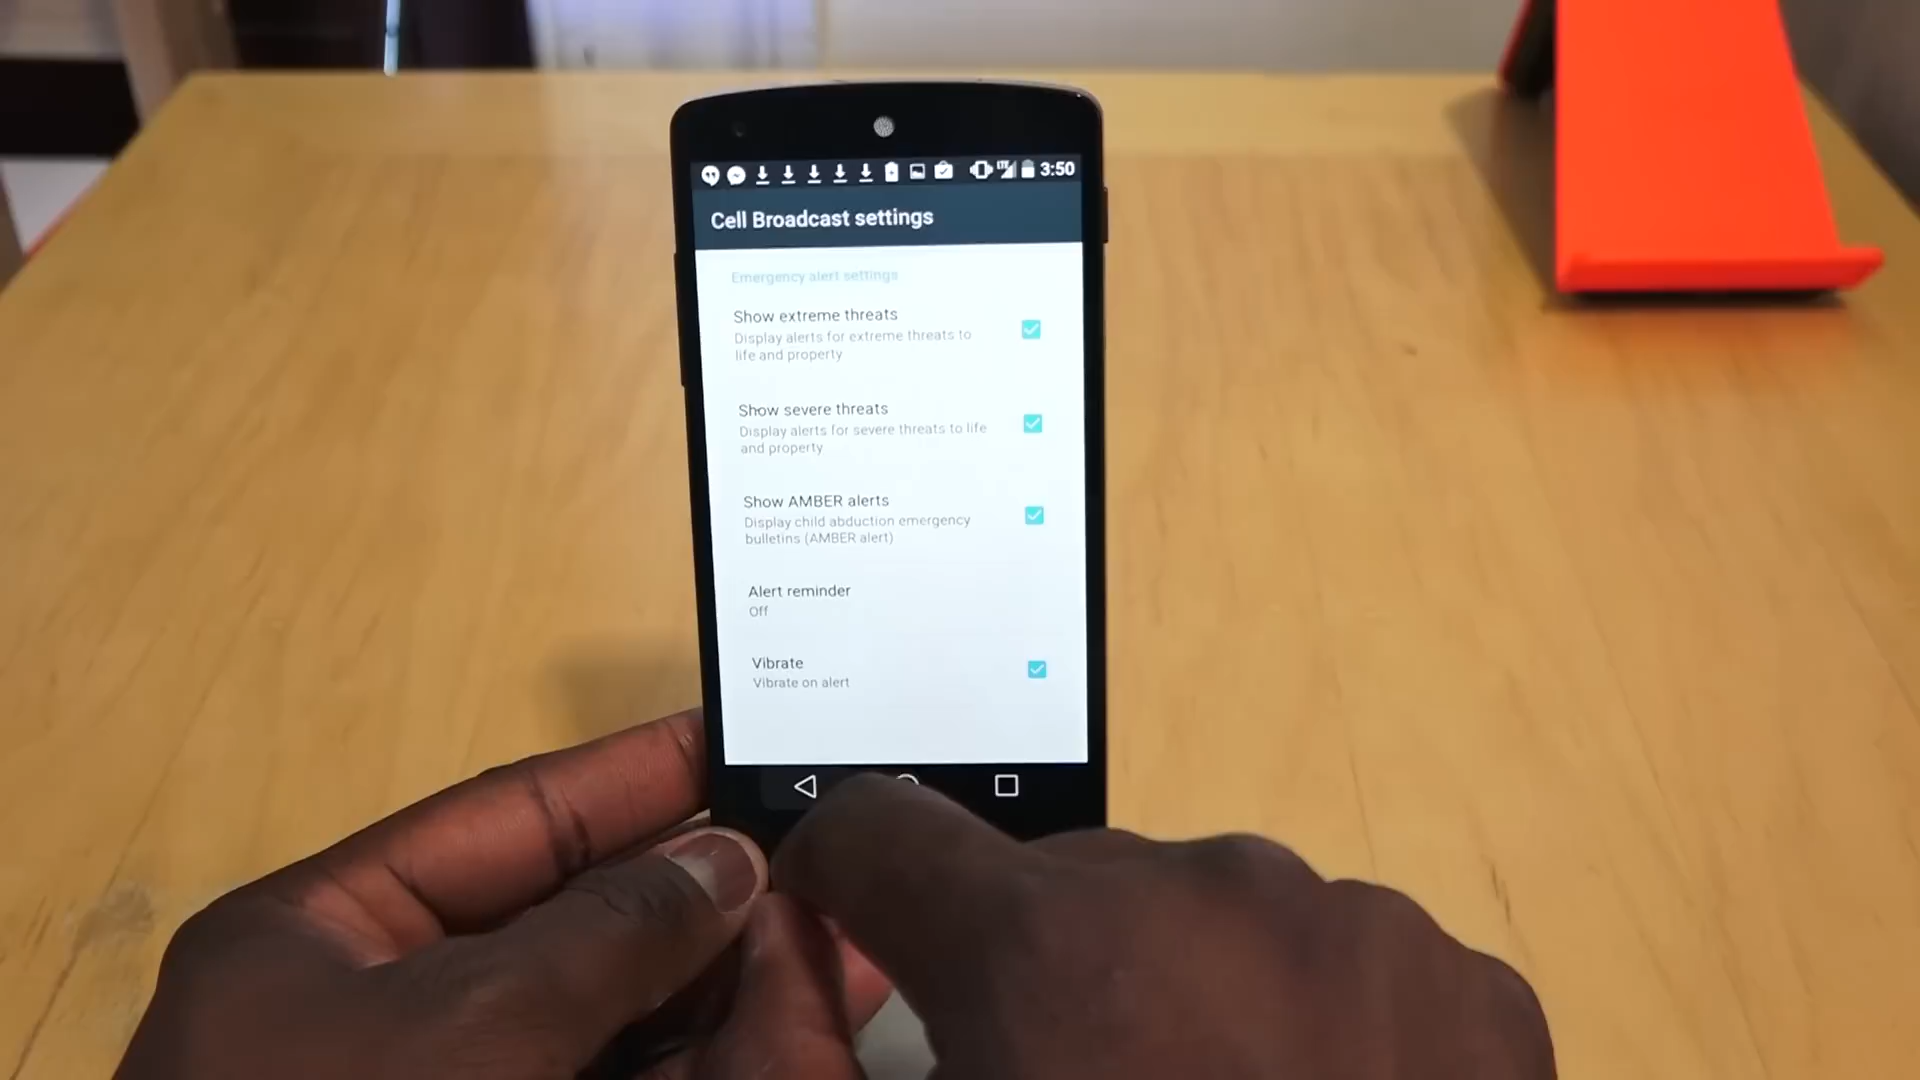 LTE 3:50
Cell Broadcast settings
Emergency alert settings
Show extreme threats
Display alerts for extreme threats to
life and property
Show severe threats
Display alerts for severe threats to life
and property
Show AMBER alerts
Display child abduction emergency
bulletins (AMBER alert)
Alert reminder
Off
Vibrate
Vibrate on alert